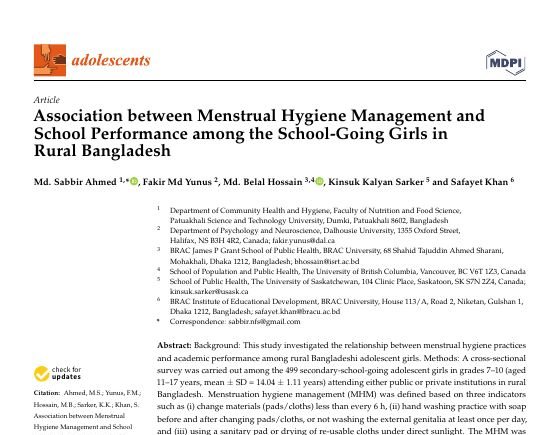 adolescents
MDPI
Article
Association between Menstrual Hygiene Management and
School Performance among the School-Going Girls in
Rural Bangladesh
Md. Sabbir Ahmed 1,*, Fakir Md Yunus 2, Md. Belal Hossain 3,4, Kinsuk Kalyan Sarker 5 and Safayet Khan 6
1 Department of Community Health and Hygiene, Faculty of Nutrition and Food Science,
Patuakhali Science and Technology University, Dumki, Patuakhali 8602, Bangladesh
2 Department of Psychology and Neuroscience, Dalhousie University, 1355 Oxford Street,
Halifax, NS B3H 4R2, Canada; fakir.yunus@dal.ca
3 BRAC James P Grant School of Public Health, BRAC University, 68 Shahid Tajuddin Ahmed Sharani,
Mohakhali, Dhaka 1212, Bangladesh; bhossain@isrt.ac.bd
4 School of Population and Public Health, The University of British Columbia, Vancouver, BC V6T 1Z3, Canada
5 School of Public Health, The University of Saskatchewan, 104 Clinic Place, Saskatoon, SK S7N 2Z4, Canada;
kinsuk.sarker@usask.ca
6 BRAC Institute of Educational Development, BRAC University, House 113/A, Road 2, Niketan, Gulshan 1,
Dhaka 1212, Bangladesh; safayet.khan@bracu.ac.bd
* Correspondence: sabbir.nfs@gmail.com
Abstract: Background: This study investigated the relationship between menstrual hygiene practices
and academic performance among rural Bangladeshi adolescent girls. Methods: A cross-sectional
survey was carried out among the 499 secondary-school-going adolescent girls in grades 7–10 (aged
11–17 years, mean ± SD = 14.04 ± 1.11 years) attending either public or private institutions in rural
Bangladesh. Menstruation hygiene management (MHM) was defined based on three indicators
such as (i) change materials (pads/cloths) less than every 6 h, (ii) hand washing practice with soap
before and after changing pads/cloths, or not washing the external genitalia at least once per day,
and (iii) using a sanitary pad or drying of re-usable cloths under direct sunlight. The MHM was
check for
updates
Citation: Ahmed, M.S.; Yunus, F.M.;
Hossain, M.B.; Sarker, K.K.; Khan, S.
Association between Menstrual
Hygiene Management and School